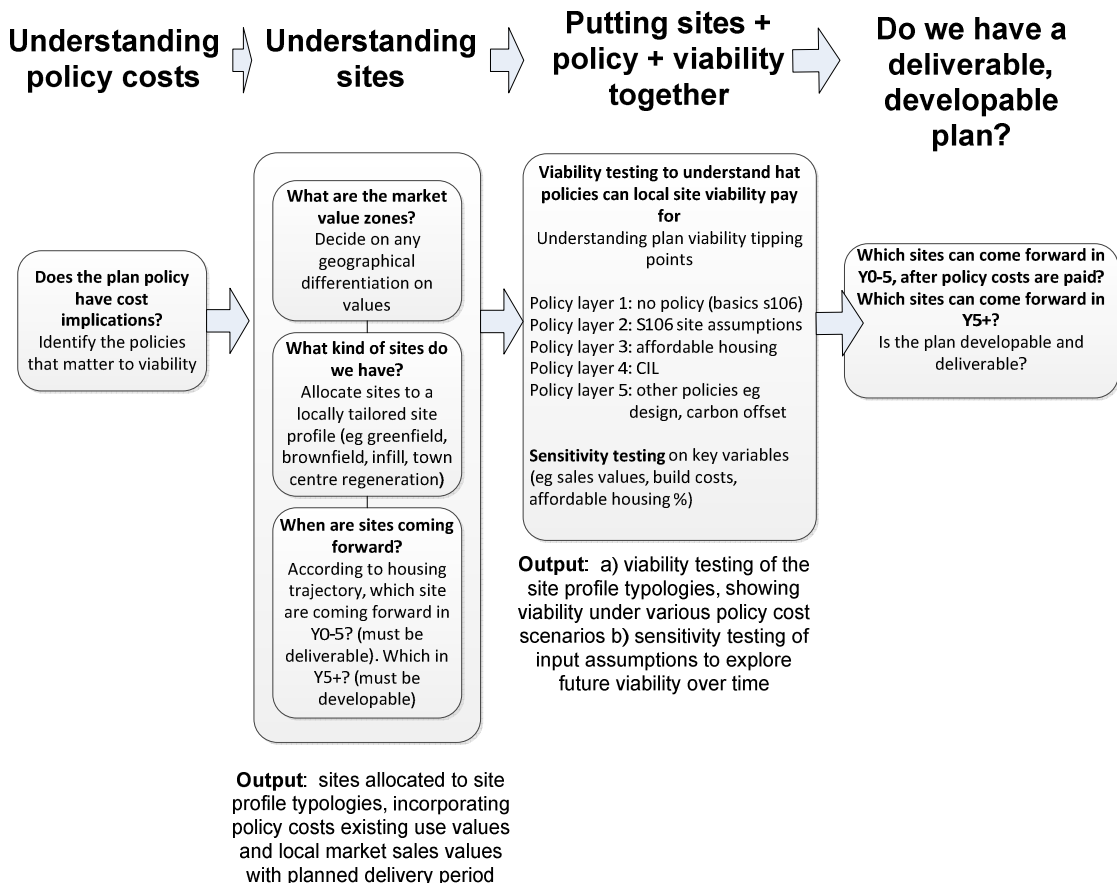 Understanding
policy costs
Understanding
sites
Putting sites +
policy + viability
together
Do we have a
deliverable,
developable
plan?
Does the plan policy
have cost
implications?
Identify the policies
that matter to viability
What are the market
value zones?
Decide on any
geographical
differentiation on
values
What kind of sites do
we have?
Allocate sites to a
locally tailored site
profile (eg greenfield,
brownfield, infill, town
centre regeneration)
When are sites coming
forward?
According to housing
trajectory, which site
are coming forward in
Y0-5? (must be
deliverable). Which in
Y5+? (must be
developable)
Output: sites allocated to site
profile typologies, incorporating
policy costs existing use values
and local market sales values
with planned delivery period
Viability testing to understand hat
policies can local site viability pay
for
Understanding plan viability tipping
points
Policy layer 1: no policy (basics s106)
Policy layer 2: S106 site assumptions
Policy layer 3: affordable housing
Policy layer 4: CIL
Policy layer 5: other policies eg
design, carbon offset
Sensitivity testing on key variables
(eg sales values, build costs,
affordable housing %)
Output: a) viability testing of the
site profile typologies, showing
viability under various policy cost
scenarios b) sensitivity testing of
input assumptions to explore
future viability over time
Which sites can come forward in
Y0-5, after policy costs are paid?
Which sites can come forward in
Y5+?
Is the plan developable and
deliverable?